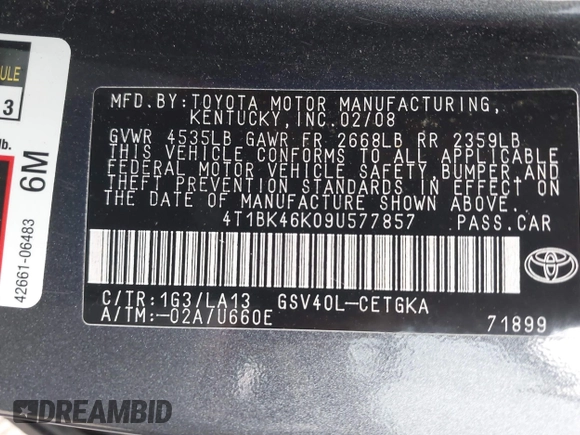 MFD.BY:TOYOTA MOTOR MANUFACTURING,
KENTUCKY,INC.02/08
GVWR 4535LB GAWR FR 2668LB RR 2359LB
THIS VEHICLE CONFORMS TO ALL APPLICABLE
FEDERAL MOTOR VEHICLE SAFETY,BUMPER,AND
THEFT PREVENTION STANDARDS IN EFFECT ON
THE DATE OF MANUFACTURE SHOWN ABOVE.
4T1BK46K09U577857 PASS.CAR
C/TR:1G3/LA13 GSV40L-CETGKA
A/TM:-02A/U660E
71899
TOYOTA
ULE
3
lb.
6M
42661-06483
DREAMBID